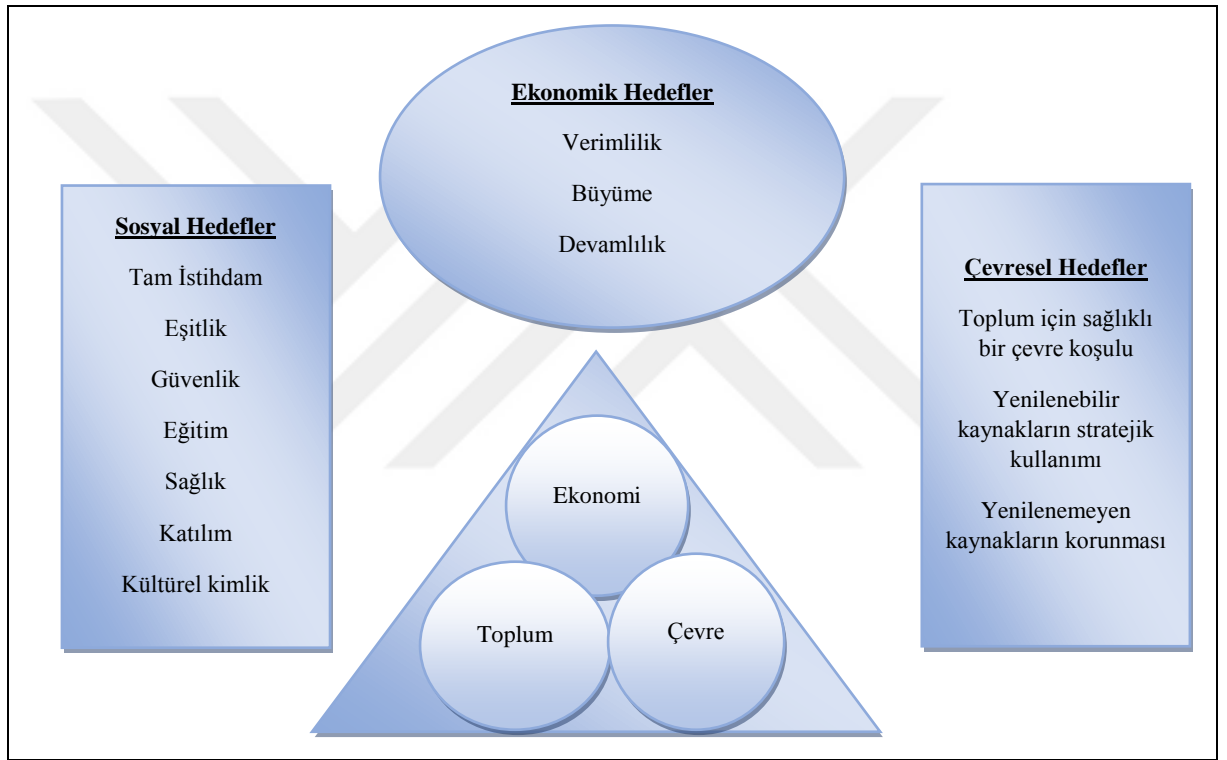 Ekonomik Hedefler
Verimlilik
Büyüme
Devamlılık
Sosyal Hedefler
Tam İstihdam
Eşitlik
Güvenlik
Eğitim
Sağlık
Katılım
Kültürel kimlik
Çevresel Hedefler
Toplum için sağlıklı
bir çevre koşulu
Yenilenebilir
kaynakların stratejik
kullanımı
Yenilenemeyen
kaynakların korunması
Ekonomi
Toplum
Çevre